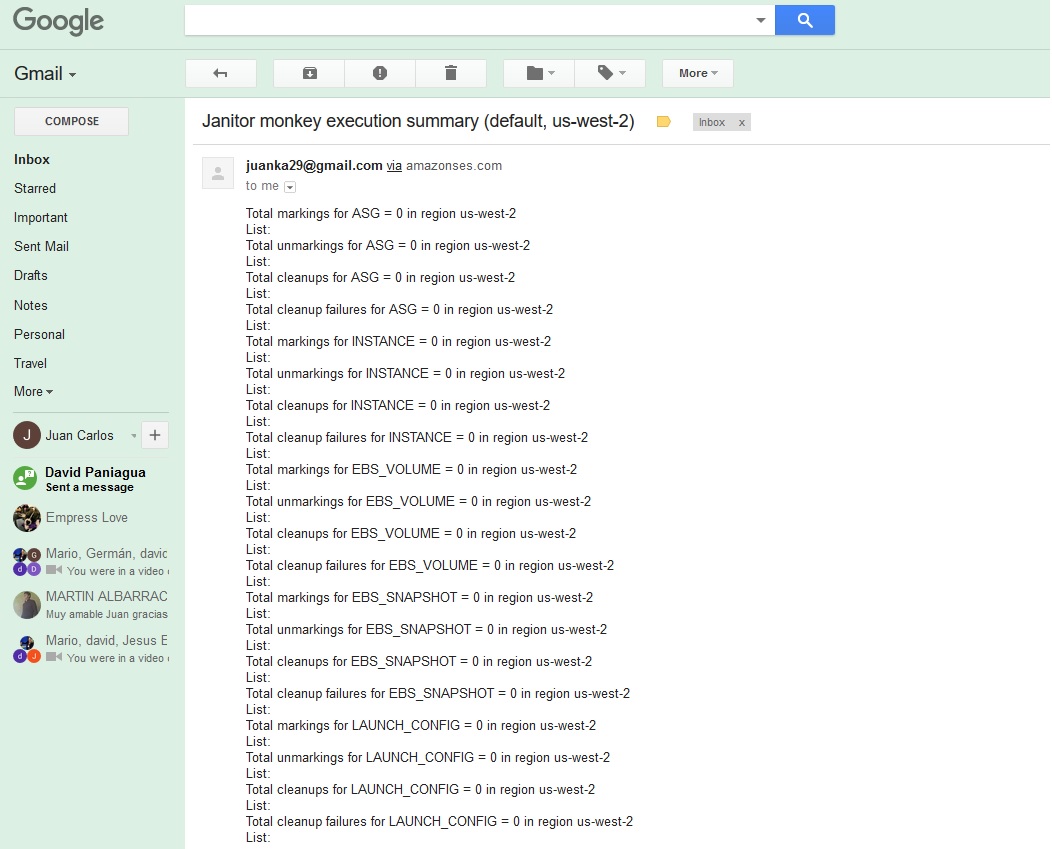 Google
Gmail
More
COMPOSE
Inbox
Starred
Important
Sent Mail
Drafts
Notes
Personal
Travel
More
J Juan Carlos
David Paniagua
Sent a message
Empress Love
G
d D
Mario, Germán, davic
You were in a video
MARTIN ALBARRAC
Muy amable Juan gracias
d J
Mario, david, Jesus E
You were in a video
Janitor monkey execution summary (default, us-west-2)
Inbox x
juanka29@gmail.com via amazonses.com
to me
Total markings for ASG = 0 in region us-west-2
List:
Total unmarkings for ASG = 0 in region us-west-2
List:
Total cleanups for ASG = 0 in region us-west-2
List:
Total cleanup failures for ASG = 0 in region us-west-2
List:
Total markings for INSTANCE = 0 in region us-west-2
List:
Total unmarkings for INSTANCE = 0 in region us-west-2
List:
Total cleanups for INSTANCE = 0 in region us-west-2
List:
Total cleanup failures for INSTANCE = 0 in region us-west-2
List:
Total markings for EBS_VOLUME = 0 in region us-west-2
List:
Total unmarkings for EBS_VOLUME = 0 in region us-west-2
List:
Total cleanups for EBS_VOLUME = 0 in region us-west-2
List:
Total cleanup failures for EBS_VOLUME = 0 in region us-west-2
List:
Total markings for EBS_SNAPSHOT = 0 in region us-west-2
List:
Total unmarkings for EBS_SNAPSHOT = 0 in region us-west-2
List:
Total cleanups for EBS_SNAPSHOT = 0 in region us-west-2
List:
Total cleanup failures for EBS_SNAPSHOT = 0 in region us-west-2
List:
Total markings for LAUNCH_CONFIG = 0 in region us-west-2
List:
Total unmarkings for LAUNCH_CONFIG = 0 in region us-west-2
List:
Total cleanups for LAUNCH_CONFIG = 0 in region us-west-2
List:
Total cleanup failures for LAUNCH_CONFIG = 0 in region us-west-2
List: